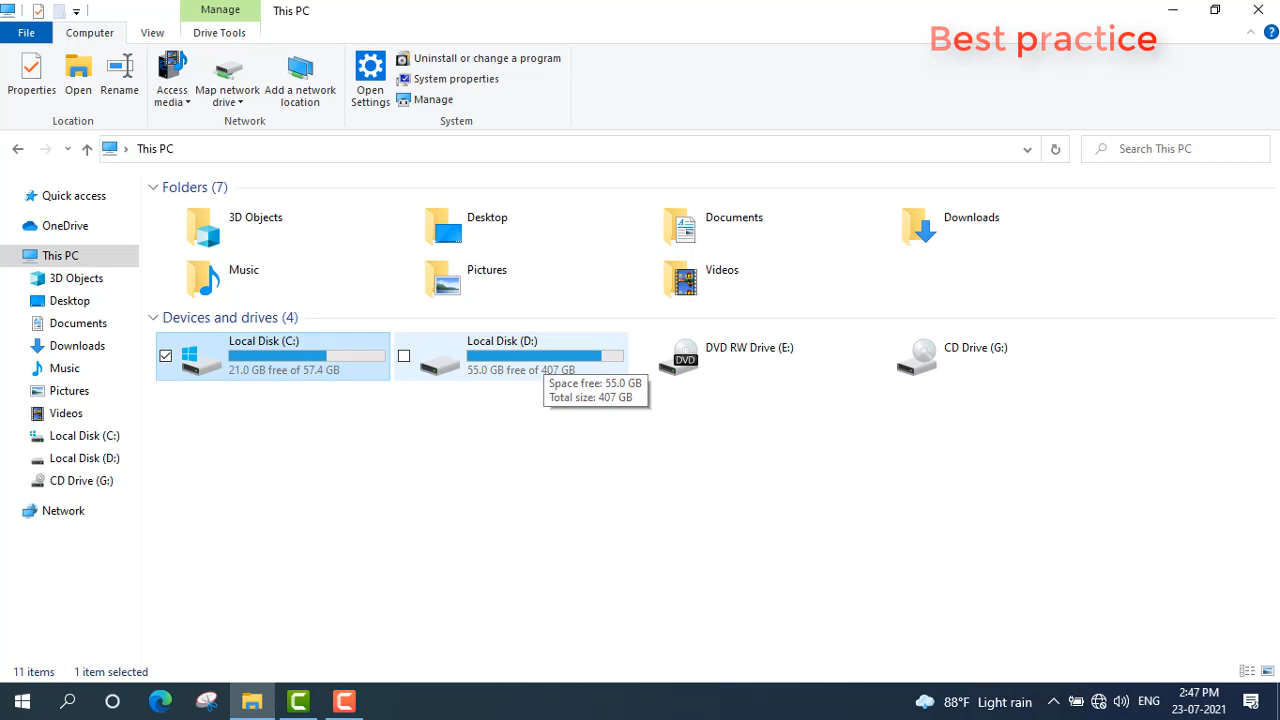 Manage
This PC
File
Computer
View
Drive Tools
Best practice
Properties
Open
Rename
Access media
Map network drive
Add a network location
Open Settings
Uninstall or change a program
System properties
Manage
Location
Network
System
This PC
Search This PC
Quick access
OneDrive
This PC
3D Objects
Desktop
Documents
Downloads
Music
Pictures
Videos
Local Disk (C:)
Local Disk (D:)
CD Drive (G:)
Network
Folders (7)
3D Objects
Desktop
Documents
Downloads
Music
Pictures
Videos
Devices and drives (4)
Local Disk (C:)
21.0 GB free of 57.4 GB
Local Disk (D:)
55.0 GB free of 407 GB
DVD RW Drive (E:)
DVD
CD Drive (G:)
Space free: 55.0 GB
Total size: 407 GB
11 items
1 item selected
88°F Light rain
ENG
2:47 PM
23-07-2021